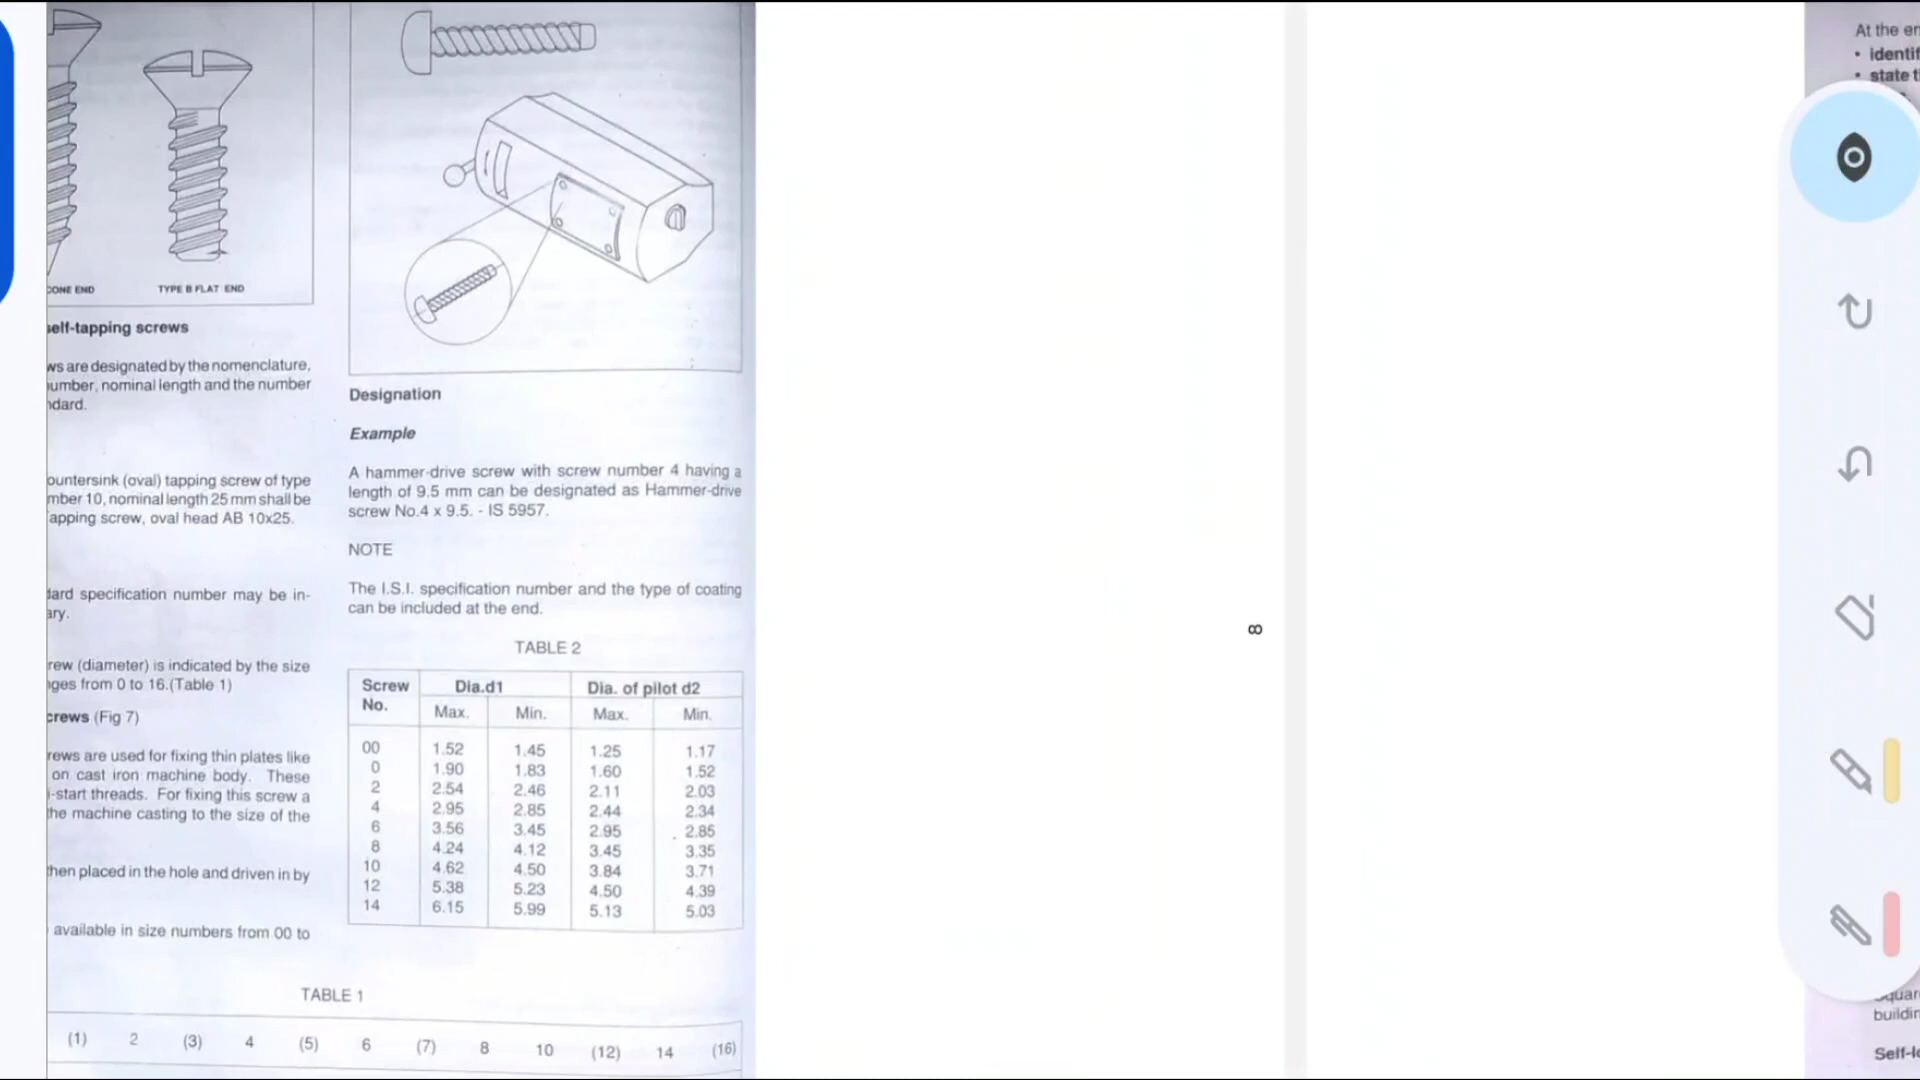 CONE END
TYPE B FLAT END
self-tapping screws
ws are designated by the nomenclature,
umber, nominal length and the number
ndard.
ountersink (oval) tapping screw of type
mber 10, nominal length 25 mm shall be
apping screw, oval head AB 10x25.
dard specification number may be in-
ary.
rew (diameter) is indicated by the size
nges from 0 to 16.(Table 1)
crews (Fig 7)
rews are used for fixing thin plates like
on cast iron machine body. These
i-start threads. For fixing this screw a
the machine casting to the size of the
then placed in the hole and driven in by
available in size numbers from 00 to
Designation
Example
A hammer-drive screw with screw number 4 having a
length of 9.5 mm can be designated as Hammer-drive
screw No.4 x 9.5. - IS 5957.
NOTE
The I.S.I. specification number and the type of coating
can be included at the end.
TABLE 2
Screw No. Dia.d1 Dia. of pilot d2
Max. Min. Max. Min.
00 1.52 1.45 1.25 1.17
0 1.90 1.83 1.60 1.52
2 2.54 2.46 2.11 2.03
4 2.95 2.85 2.44 2.34
6 3.56 3.45 2.95 2.85
8 4.24 4.12 3.45 3.35
10 4.62 4.50 3.84 3.71
12 5.38 5.23 4.50 4.39
14 6.15 5.99 5.13 5.03
TABLE 1
(1) 2 (3) 4 (5) 6 (7) 8 10 (12) 14 (16)
8
At the en
• identif
• state t
quar
buildin
Self-lo